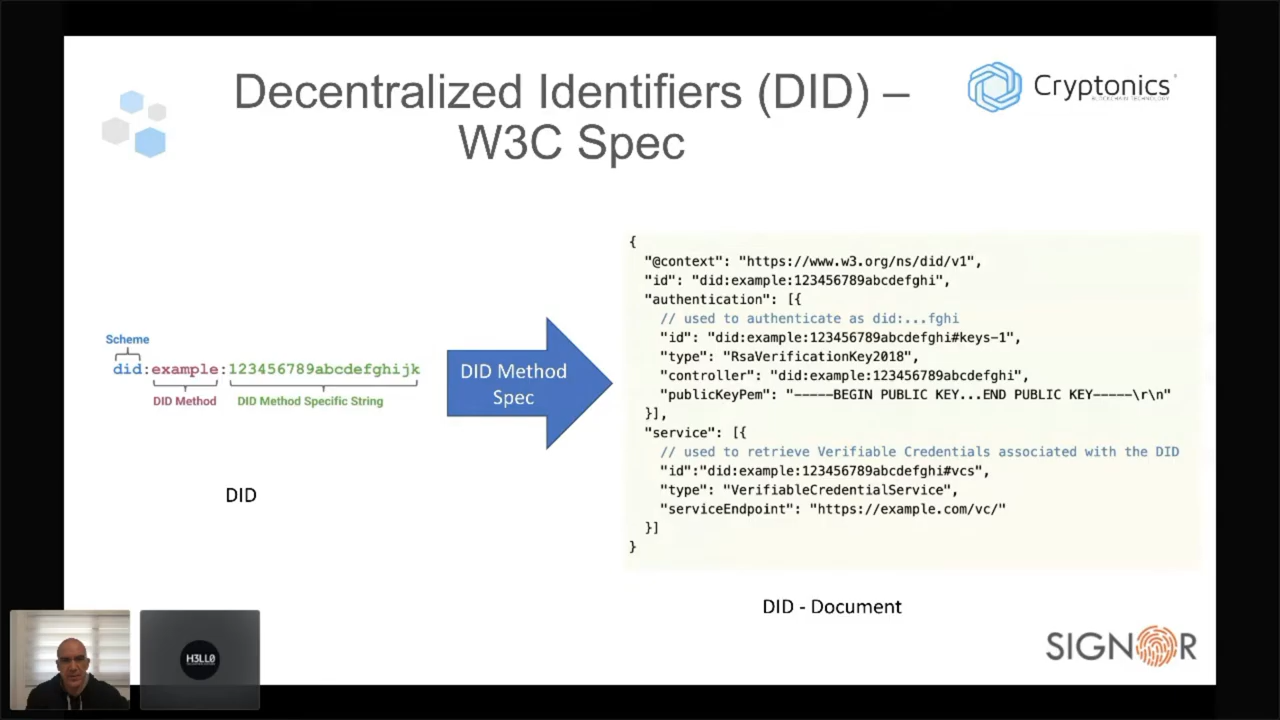 Decentralized Identifiers (DID) –
W3C Spec
Cryptonics
BLOCKCHAIN TECHNOLOGY
Scheme
did:example:123456789abcdefghijk
DID Method
DID Method Specific String
DID
DID Method
Spec
{
"@context": "https://www.w3.org/ns/did/v1",
"id": "did:example:123456789abcdefghi",
"authentication": [{
// used to authenticate as did:...fghi
"id": "did:example:123456789abcdefghi#keys-1",
"type": "RsaVerificationKey2018",
"controller": "did:example:123456789abcdefghi",
"publicKeyPem": "-----BEGIN PUBLIC KEY...END PUBLIC KEY-----\r\n"
}],
"service": [{
// used to retrieve Verifiable Credentials associated with the DID
"id":"did:example:123456789abcdefghi#vcs",
"type": "VerifiableCredentialService",
"serviceEndpoint": "https://example.com/vc/"
}]
}
DID - Document
SIGNOR
H3LL0